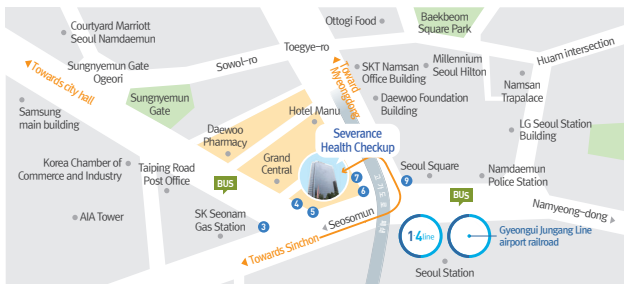 Ottogi Food
Baekbeom
Square Park
Courtyard Marriott
Seoul Namdaemun
Toegye-ro
Huam intersection
Sungnyemun Gate
Ogeori
Sowol-ro
SKT Namsan
Office Building
Millennium
Seoul Hilton
Towards city hall
Toward
Myeongdong
Namsan
Trapalace
Sungnyemun
Gate
Daewoo Foundation
Building
Samsung
main building
Hotel Manu
LG Seoul Station
Building
Daewoo
Pharmacy
Severance
Health Checkup
Korea Chamber of
Commerce and Industry
Taiping Road
Post Office
Grand
Central
Seoul Square
Namdaemun
Police Station
BUS
7
9
6
BUS
4
5
AIA Tower
SK Seonam
Gas Station
3
Seosomun
Namyeong-dong
Towards Sinchon
1·4line
Gyeongui Jungang Line
airport railroad
Seoul Station